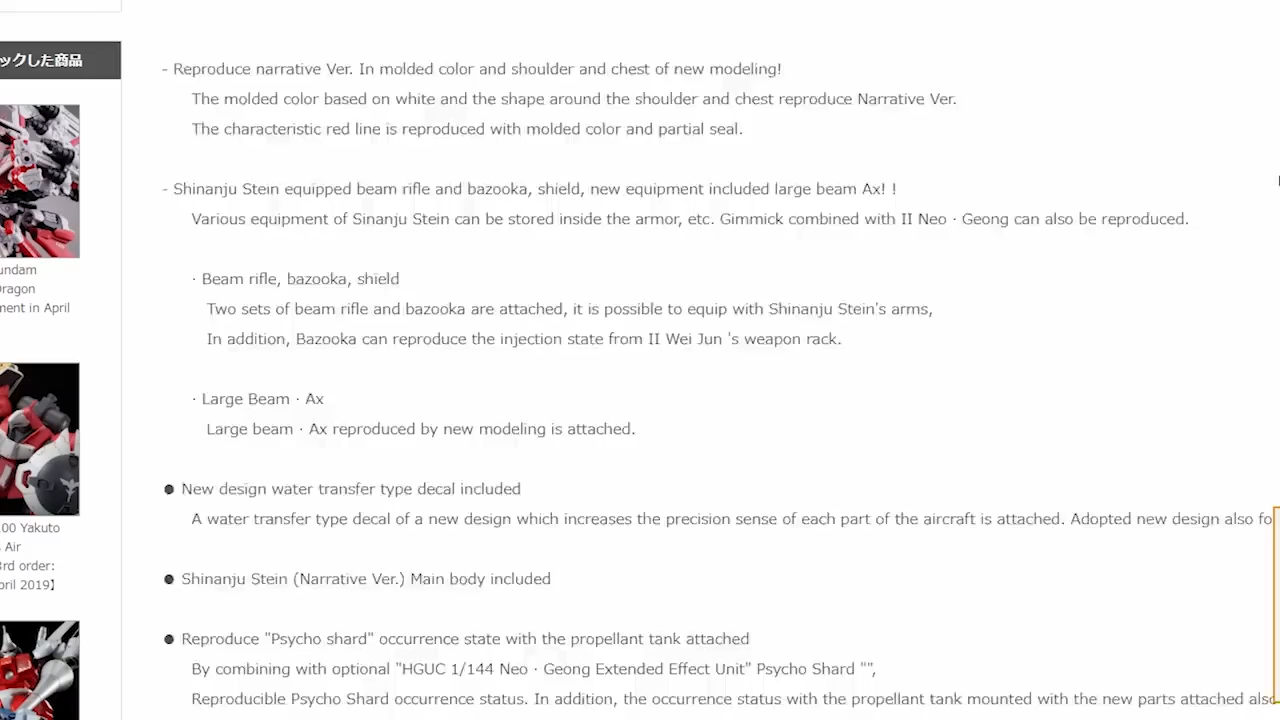 ックした商品
undam
Dragon
ment in April
00 Yakuto
Air
3rd order:
pril 2019】
- Reproduce narrative Ver. In molded color and shoulder and chest of new modeling!
The molded color based on white and the shape around the shoulder and chest reproduce Narrative Ver.
The characteristic red line is reproduced with molded color and partial seal.
- Shinanju Stein equipped beam rifle and bazooka, shield, new equipment included large beam Ax! !
Various equipment of Sinanju Stein can be stored inside the armor, etc. Gimmick combined with II Neo · Geong can also be reproduced.
· Beam rifle, bazooka, shield
Two sets of beam rifle and bazooka are attached, it is possible to equip with Shinanju Stein's arms,
In addition, Bazooka can reproduce the injection state from II Wei Jun 's weapon rack.
· Large Beam · Ax
Large beam · Ax reproduced by new modeling is attached.
● New design water transfer type decal included
A water transfer type decal of a new design which increases the precision sense of each part of the aircraft is attached. Adopted new design also fo
● Shinanju Stein (Narrative Ver.) Main body included
● Reproduce "Psycho shard" occurrence state with the propellant tank attached
By combining with optional "HGUC 1/144 Neo · Geong Extended Effect Unit" Psycho Shard "",
Reproducible Psycho Shard occurrence status. In addition, the occurrence status with the propellant tank mounted with the new parts attached also